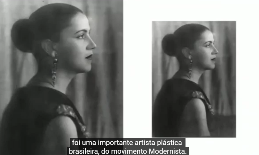 foi uma importante artista plástica
brasileira, do movimento Modernista.